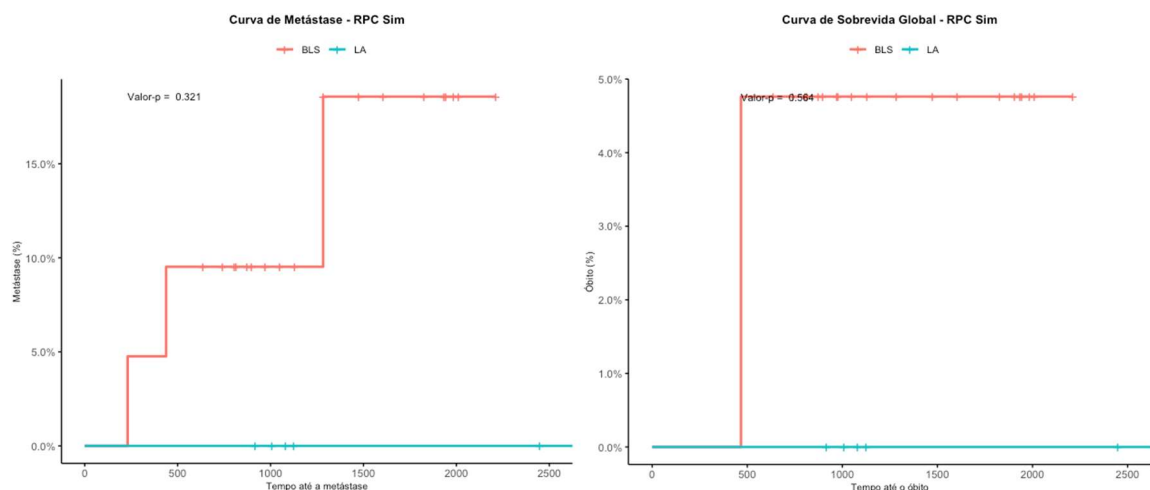 Curva de Metástase - RPC Sim
BLS LA
Valor-p = 0.321
15.0%
10.0%
5.0%
0.0%
Metástase (%)
0 500 1000 1500 2000 2500
Tempo até a metástase
Curva de Sobrevida Global - RPC Sim
BLS LA
Valor-p = 0.564
5.0%
4.0%
3.0%
2.0%
1.0%
0.0%
Óbito (%)
0 500 1000 1500 2000 2500
Tempo até o óbito